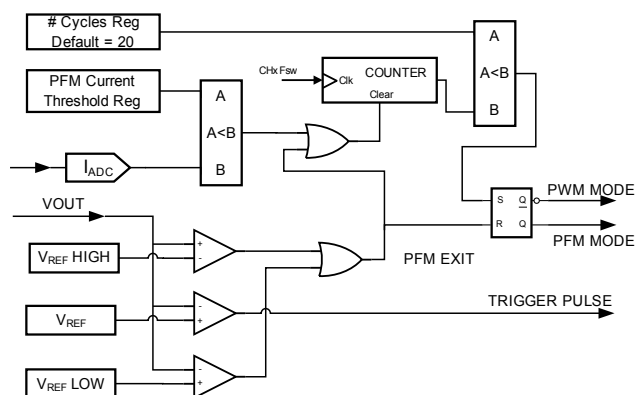 # Cycles Reg
Default = 20
A
A<B
B
PFM Current
Threshold Reg
A
A<B
B
CHx Fsw
Clk
COUNTER
Clear
IADC
VOUT
S
Q
R
Q
PWM MODE
PFM MODE
VREF HIGH
+
-
PFM EXIT
VREF
-
+
TRIGGER PULSE
VREF LOW
-
+